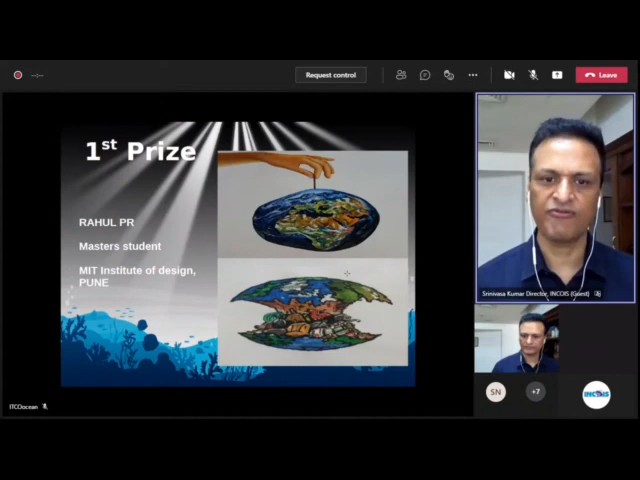 Request control
Leave
1st Prize
RAHUL PR
Masters student
MIT Institute of design,
PUNE
Srinivasa Kumar Director, INCOIS (Guest)
SN
+7
INCOIS
ITCOocean